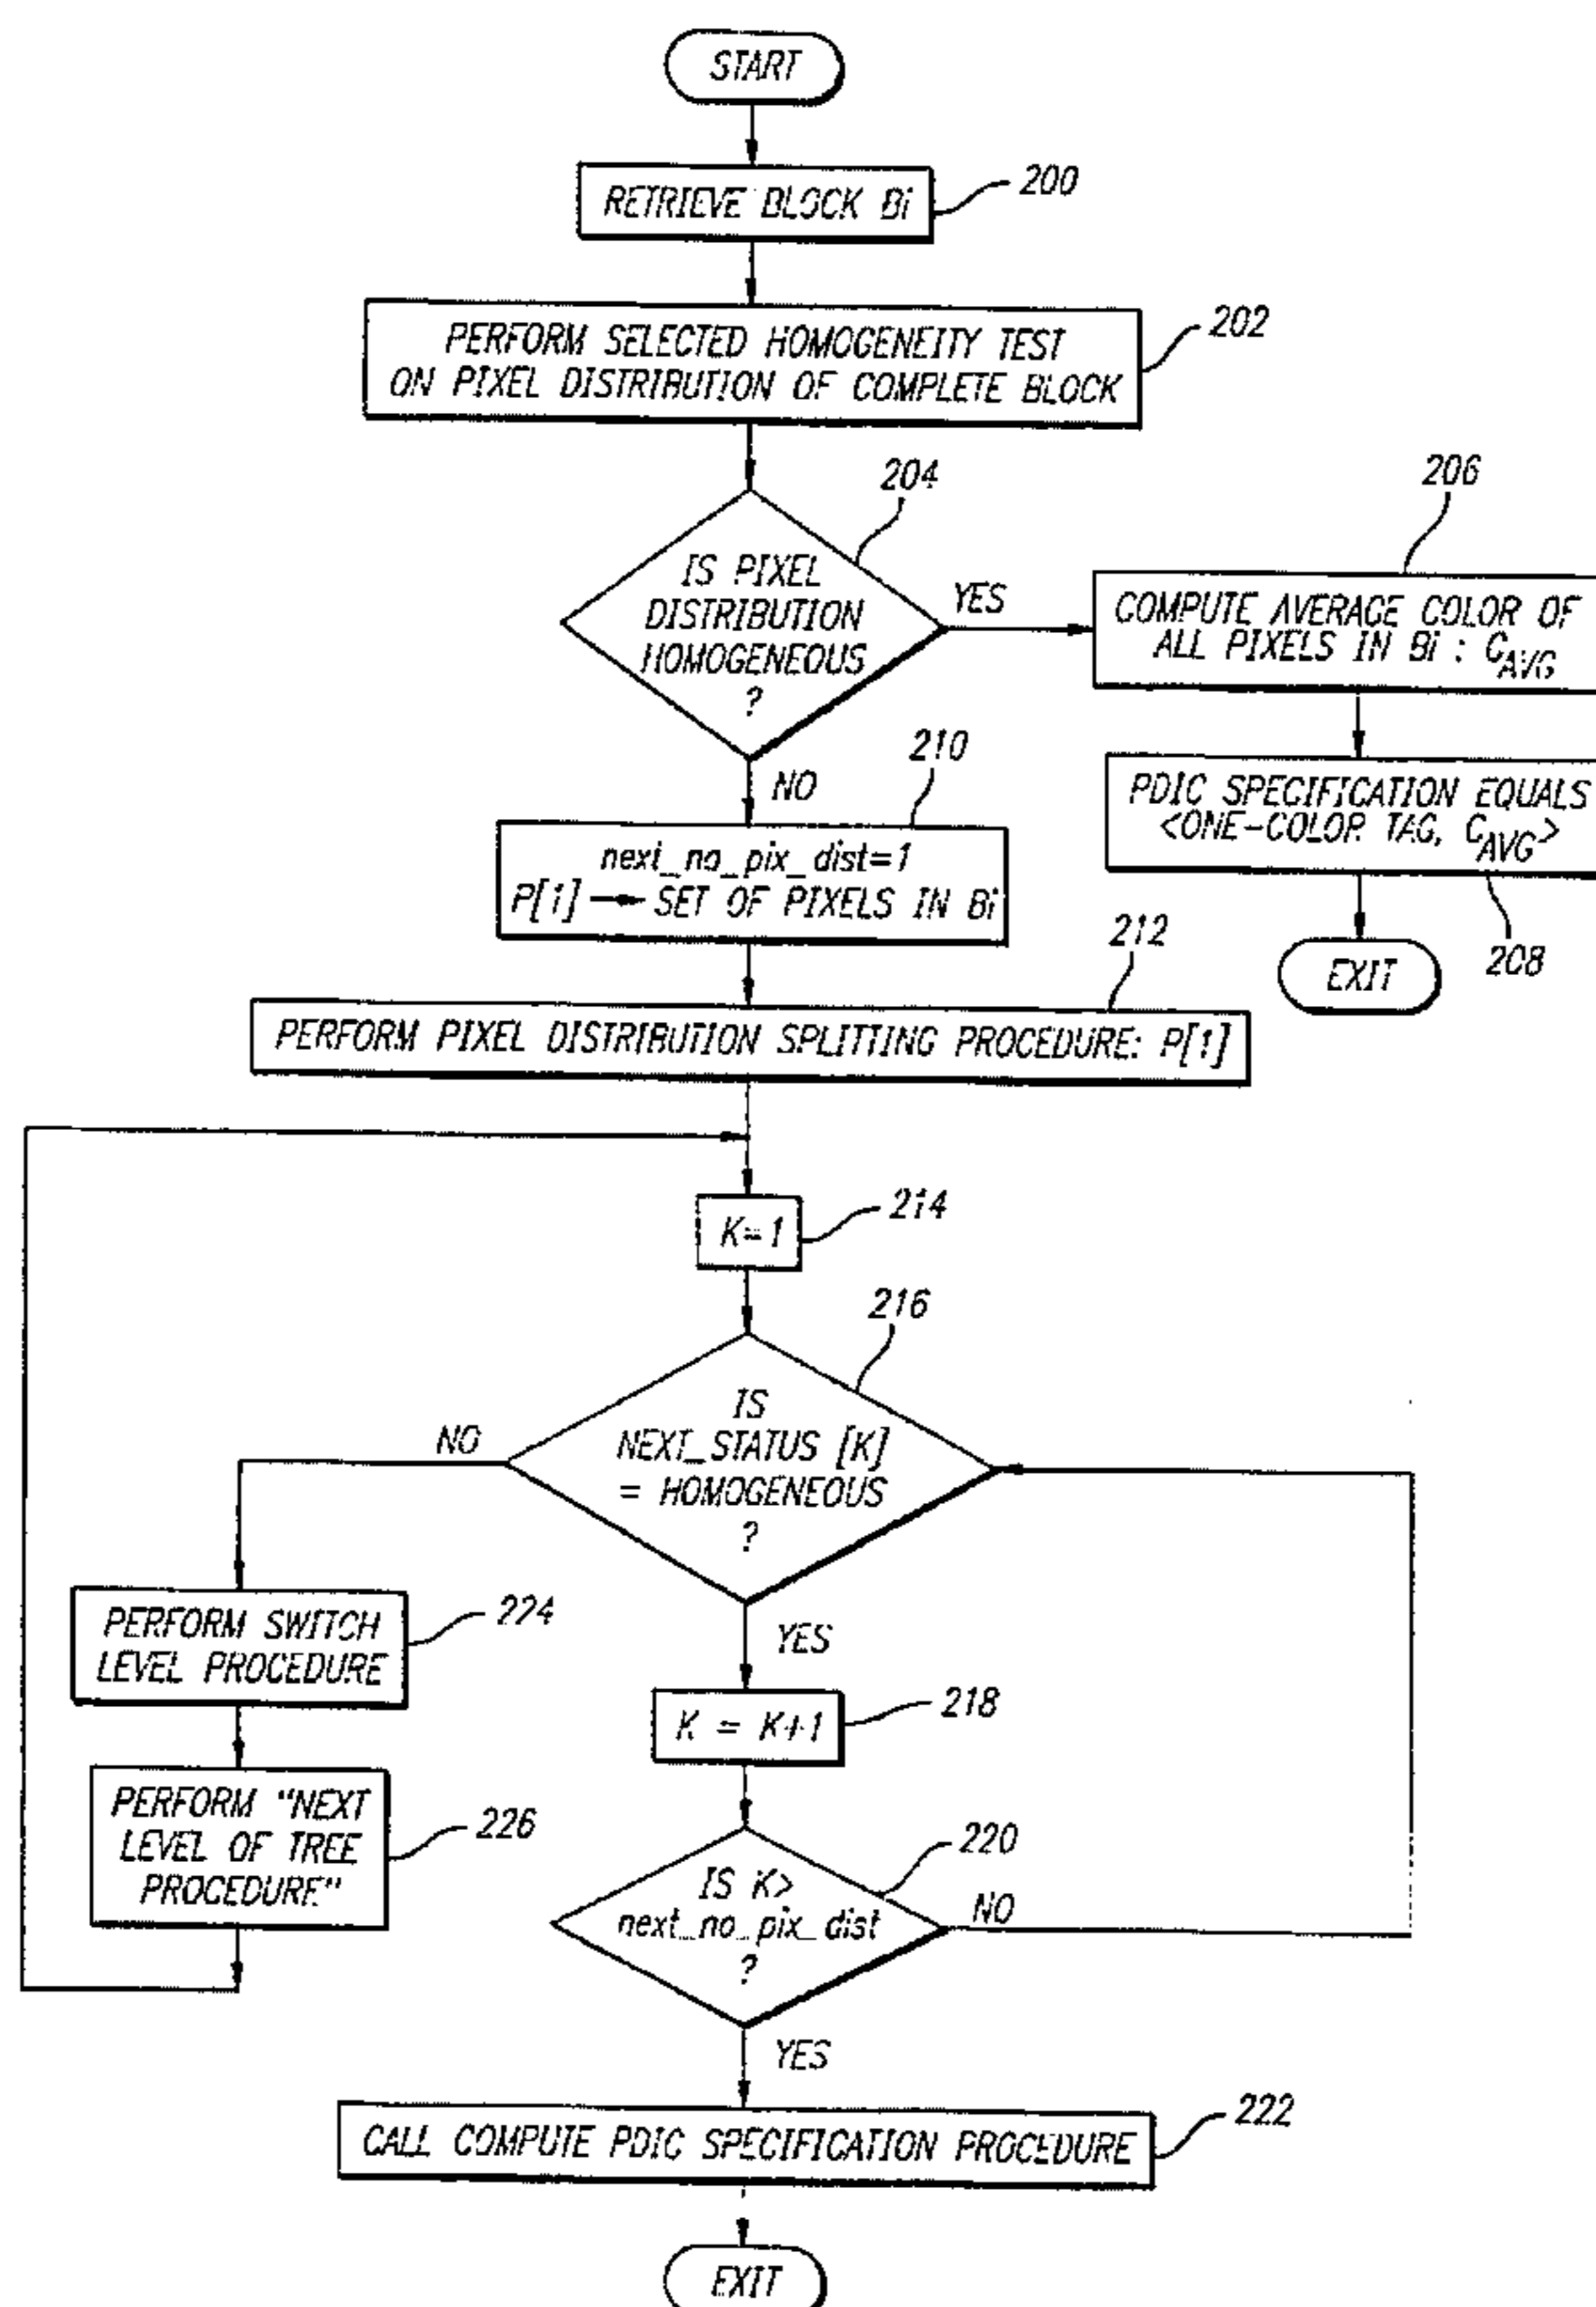 START
RETRIEVE BLOCK Bi
200
PERFORM SELECTED HOMOGENEITY TEST
ON PIXEL DISTRIBUTION OF COMPLETE BLOCK
202
204
IS PIXEL
DISTRIBUTION
HOMOGENEOUS
?
YES
206
COMPUTE AVERAGE COLOR OF
ALL PIXELS IN Bi : CAVG
PDIC SPECIFICATION EQUALS
<ONE-COLOR TAG, CAVG>
208
EXIT
NO
210
next_no_pix_dist=1
P[1] → SET OF PIXELS IN Bi
212
PERFORM PIXEL DISTRIBUTION SPLITTING PROCEDURE: P[1]
K=1
214
216
IS
NEXT_STATUS [K]
= HOMOGENEOUS
?
NO
PERFORM SWITCH
LEVEL PROCEDURE
224
PERFORM "NEXT
LEVEL OF TREE
PROCEDURE"
226
YES
K = K+1
218
220
IS K>
next_no_pix_dist
?
NO
YES
CALL COMPUTE PDIC SPECIFICATION PROCEDURE
222
EXIT